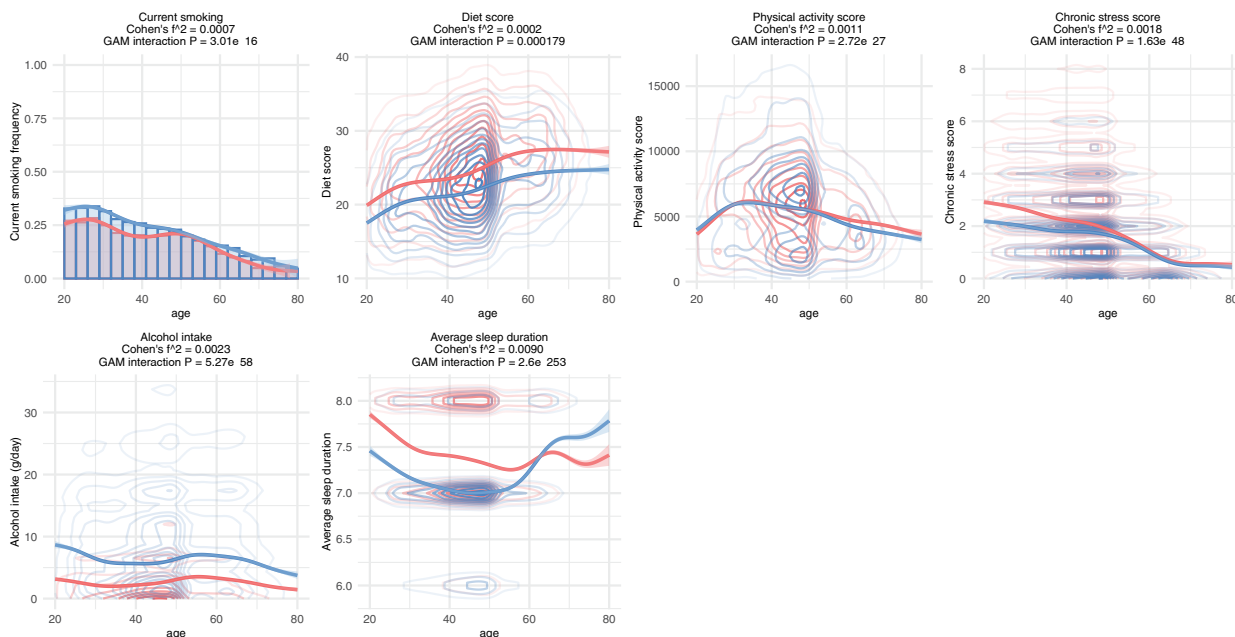 Current smoking
Cohen's f^2 = 0.0007
GAM interaction P = 3.01e 16
1.00
0.75
0.50
0.25
0.00
Current smoking frequency
20
40
60
80
age
Diet score
Cohen's f^2 = 0.0002
GAM interaction P = 0.000179
40
30
20
10
Diet score
20
40
60
80
age
Physical activity score
Cohen's f^2 = 0.0011
GAM interaction P = 2.72e 27
15000
10000
5000
0
Physical activity score
20
40
60
80
age
Chronic stress score
Cohen's f^2 = 0.0018
GAM interaction P = 1.63e 48
8
6
4
2
0
Chronic stress score
20
40
60
80
age
Alcohol intake
Cohen's f^2 = 0.0023
GAM interaction P = 5.27e 58
30
20
10
0
Alcohol intake (g/day)
20
40
60
80
age
Average sleep duration
Cohen's f^2 = 0.0090
GAM interaction P = 2.6e 253
8.0
7.5
7.0
6.5
6.0
Average sleep duration
20
40
60
80
age